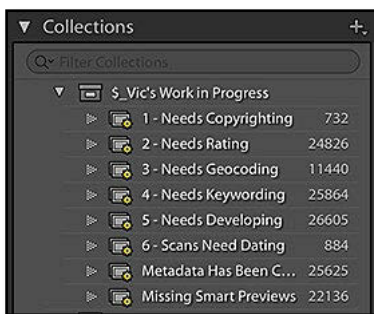 Collections
Filter Collections
$_Vic's Work in Progress
1 - Needs Copyrighting 732
2 - Needs Rating 24826
3 - Needs Geocoding 11440
4 - Needs Keywording 25864
5 - Needs Developing 26605
6 - Scans Need Dating 884
Metadata Has Been C... 25625
Missing Smart Previews 22136